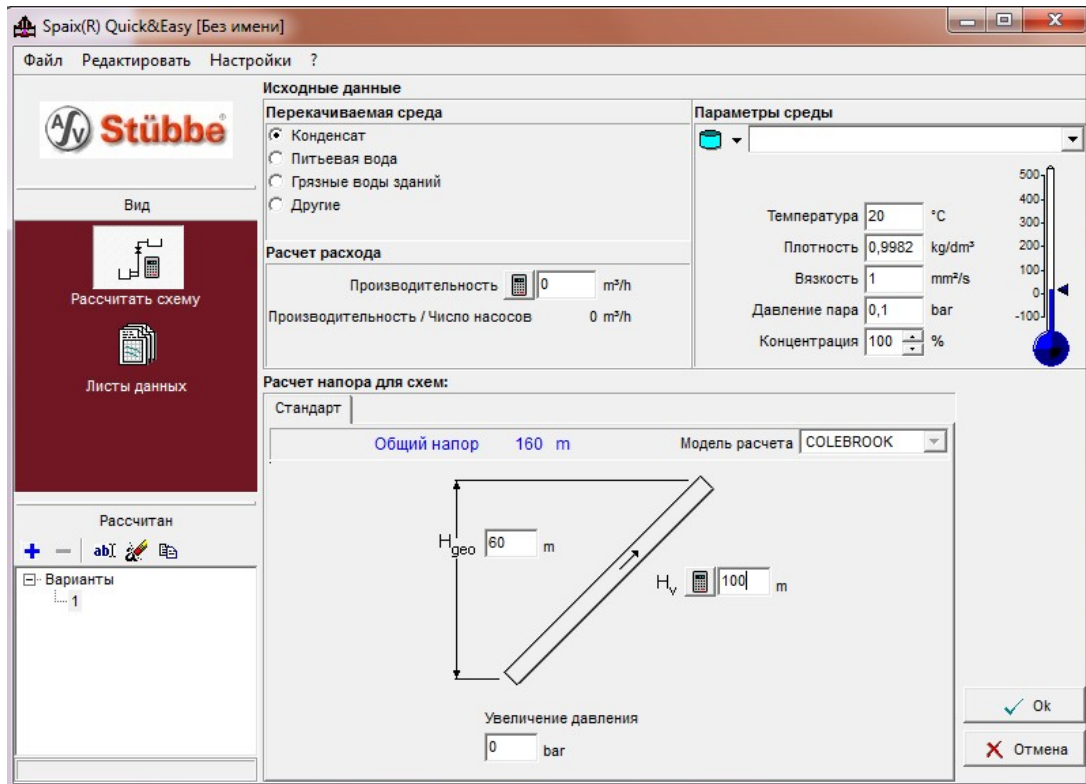 Spaix(R) Quick&Easy [Без имени]
Файл Редактировать Настройки ?
ASV Stübbe
Вид
Рассчитать схему
Листы данных
Рассчитан
abI
Варианты
1
Исходные данные
Перекачиваемая среда
Конденсат
Питьевая вода
Грязные воды зданий
Другие
Расчет расхода
Производительность 0 m³/h
Производительность / Число насосов 0 m³/h
Параметры среды
Температура 20 °C
Плотность 0,9982 kg/dm³
Вязкость 1 mm²/s
Давление пара 0,1 bar
Концентрация 100 %
500
400
300
200
100
0
-100
Расчет напора для схем:
Стандарт
Общий напор 160 m Модель расчета COLEBROOK
Hgeo 60 m
Hv 100 m
Увеличение давления
0 bar
Ok
Отмена